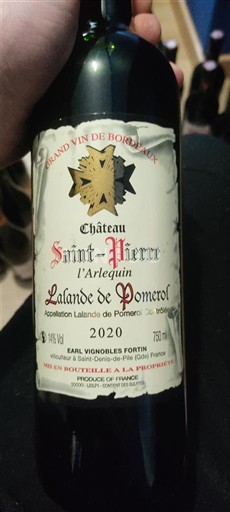 GRAND VIN DE BORDEAUX
Château
Saint-Pierre
l'Arlequin
Lalande de Pomerol
Appellation Lalande de Pomerol Contrôlée
14% Vol 2020 750 ml
EARL VIGNOBLES FORTIN
viticulteur à Saint-Denis-de-Pile (Gde) France
MIS EN BOUTEILLE A LA PROPRIETE
PRODUCE OF FRANCE